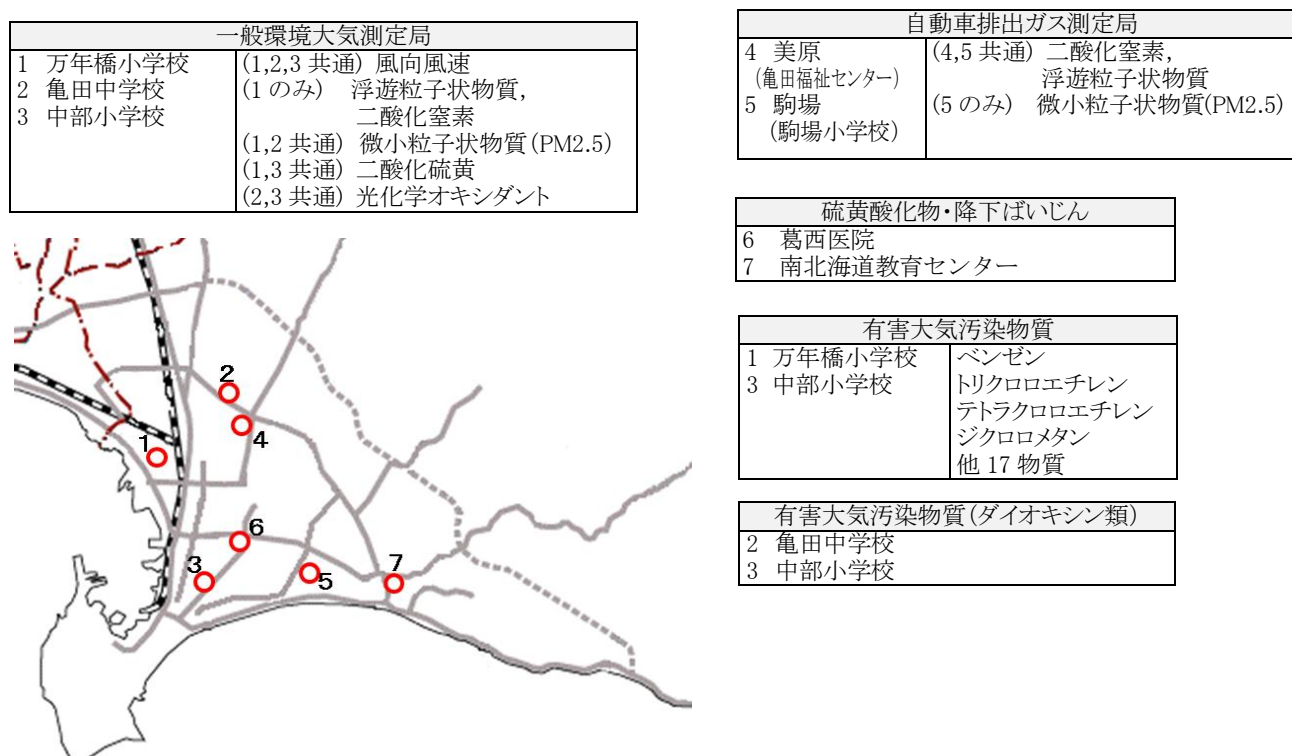 一般環境大気測定局
1 万年橋小学校 (1,2,3 共通) 風向風速
2 亀田中学校 (1 のみ) 浮遊粒子状物質,
3 中部小学校 二酸化窒素
(1,2 共通) 微小粒子状物質(PM2.5)
(1,3 共通) 二酸化硫黄
(2,3 共通) 光化学オキシダント
自動車排出ガス測定局
4 美原 (4,5 共通) 二酸化窒素,
(亀田福祉センター) 浮遊粒子状物質
5 駒場 (5 のみ) 微小粒子状物質(PM2.5)
(駒場小学校)
硫黄酸化物・降下ばいじん
6 葛西医院
7 南北海道教育センター
有害大気汚染物質
1 万年橋小学校 ベンゼン
3 中部小学校 トリクロロエチレン
テトラクロロエチレン
ジクロロメタン
他 17 物質
有害大気汚染物質(ダイオキシン類)
2 亀田中学校
3 中部小学校
2
4
1
6
3
5
7